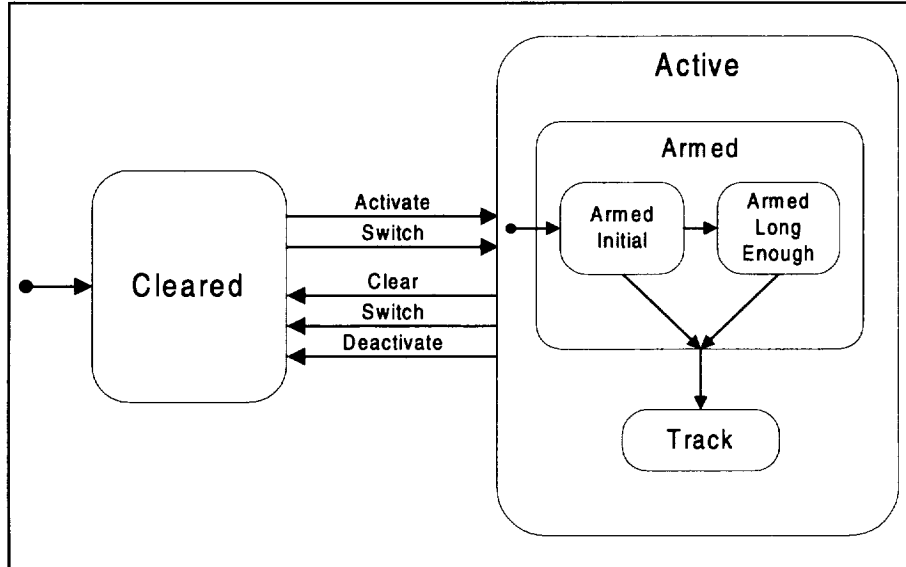 Active
Armed
Armed
Initial
Armed
Long
Enough
Activate
Switch
Cleared
Clear
Switch
Deactivate
Track